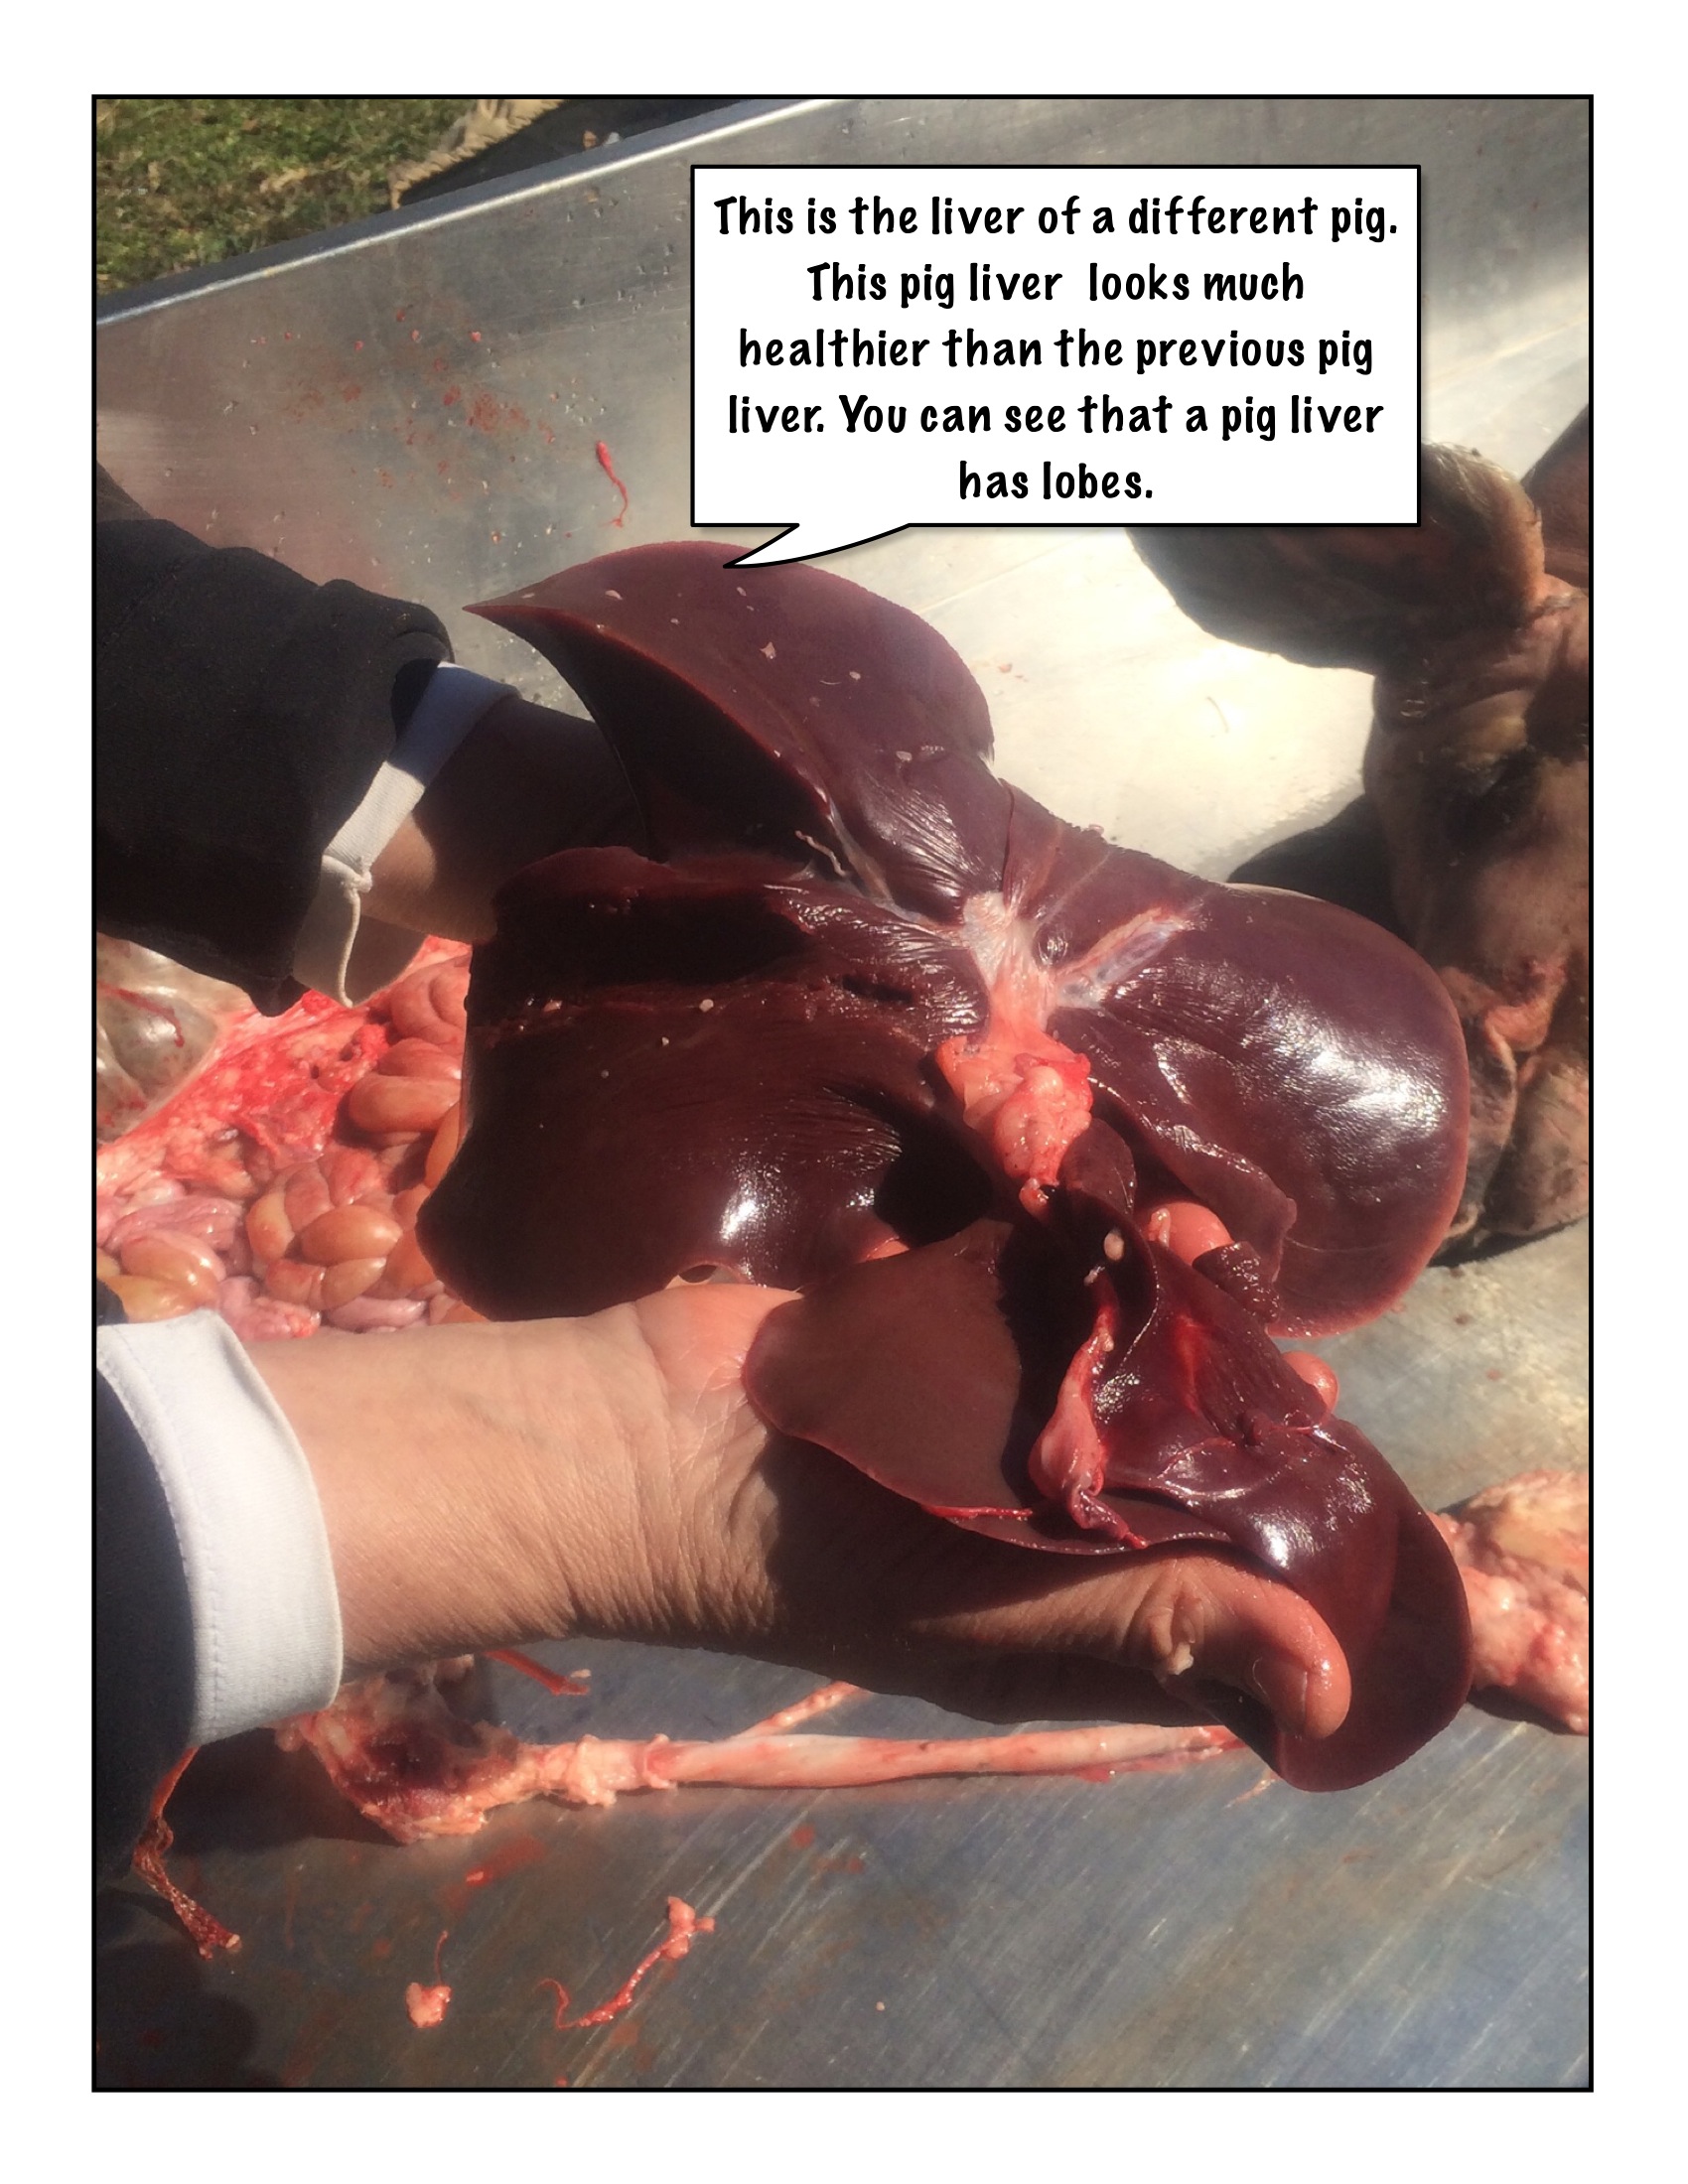 This is the liver of a different pig.
This pig liver  looks much
healthier than the previous pig
liver. You can see that a pig liver
has lobes.